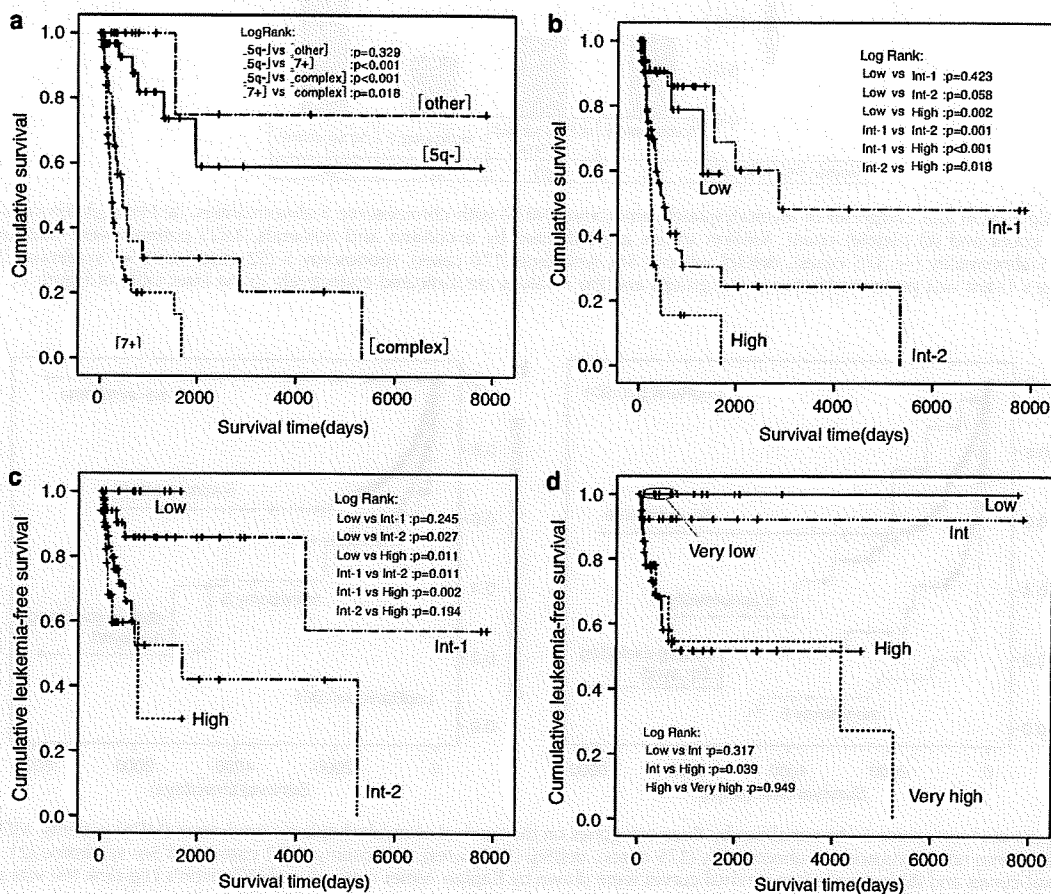 a
LogRank:
[5q-] vs [other] :p=0.329
[5q-] vs [7+] :p<0.001
[5q-] vs [complex] :p<0.001
[7+] vs [complex] :p=0.018
Cumulative survival
1.0
0.8
0.6
0.4
0.2
0.0
[other]
[5q-]
[7+]
[complex]
0 2000 4000 6000 8000
Survival time(days)
b
Log Rank:
Low vs Int-1 :p=0.423
Low vs Int-2 :p=0.058
Low vs High :p=0.002
Int-1 vs Int-2 :p=0.001
Int-1 vs High :p<0.001
Int-2 vs High :p=0.018
Cumulative survival
1.0
0.8
0.6
0.4
0.2
0.0
Low
Int-1
High
Int-2
0 2000 4000 6000 8000
Survival time(days)
c
Log Rank:
Low vs Int-1 :p=0.245
Low vs Int-2 :p=0.027
Low vs High :p=0.011
Int-1 vs Int-2 :p=0.011
Int-1 vs High :p=0.002
Int-2 vs High :p=0.194
Cumulative leukemia-free survival
1.0
0.8
0.6
0.4
0.2
0.0
Low
Int-1
High
Int-2
0 2000 4000 6000 8000
Survival time(days)
d
Cumulative leukemia-free survival
1.0
0.8
0.6
0.4
0.2
0.0
Low
Int
Very low
High
Log Rank:
Low vs Int :p=0.317
Int vs High :p=0.039
High vs Very high :p=0.949
Very high
0 2000 4000 6000 8000
Survival time(days)